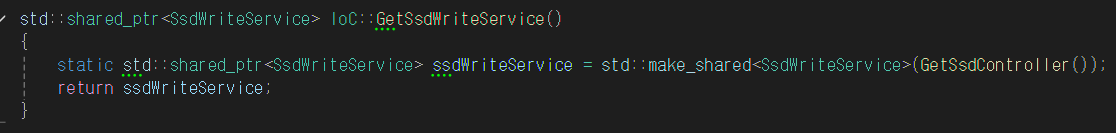 std::shared_ptr<SsdWriteService> IoC::GetSsdWriteService()
{
    static std::shared_ptr<SsdWriteService> ssdWriteService = std::make_shared<SsdWriteService>(GetSsdController());
    return ssdWriteService;
}